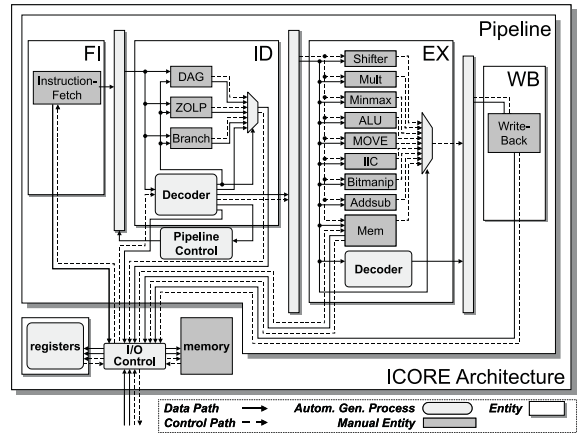 Pipeline
FI
ID
EX
WB
Instruction-
Fetch
DAG
ZOLP
Branch
Decoder
Pipeline
Control
Shifter
Mult
Minmax
ALU
MOVE
IIC
Bitmanip
Addsub
Mem
Decoder
Write-
Back
registers
I/O
Control
memory
ICORE Architecture
Data Path
Control Path
Autom. Gen. Process
Manual Entity
Entity